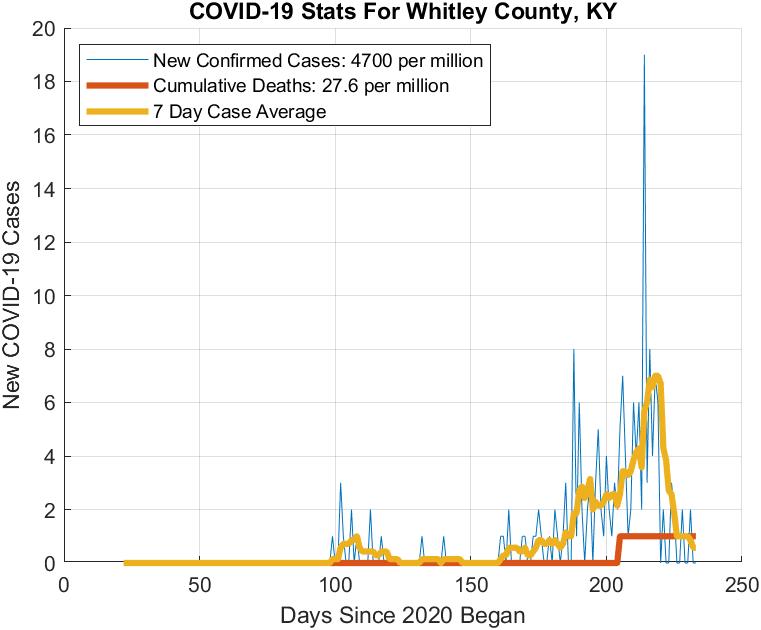 COVID-19 Stats For Whitley County, KY
New Confirmed Cases: 4700 per million
Cumulative Deaths: 27.6 per million
7 Day Case Average
New COVID-19 Cases
20
18
16
14
12
10
8
6
4
2
0
0 50 100 150 200 250
Days Since 2020 Began